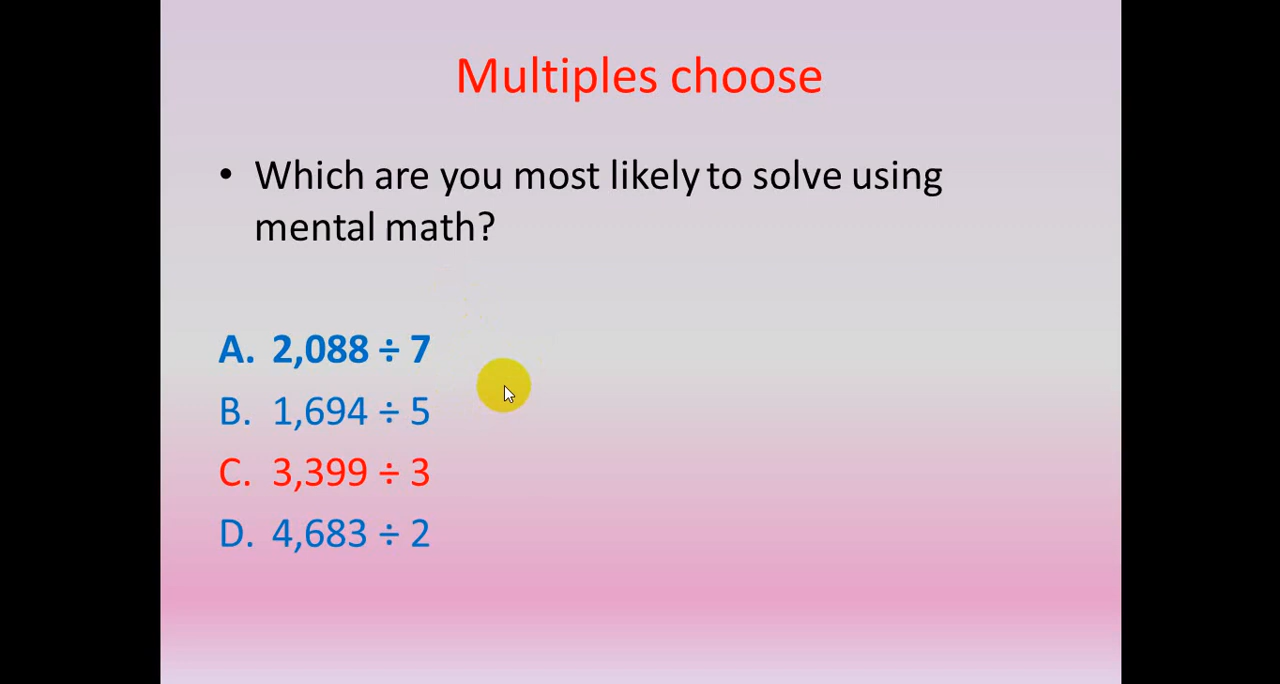 Multiples choose
• Which are you most likely to solve using
mental math?
A. 2,088 ÷ 7
B. 1,694 ÷ 5
C. 3,399 ÷ 3
D. 4,683 ÷ 2